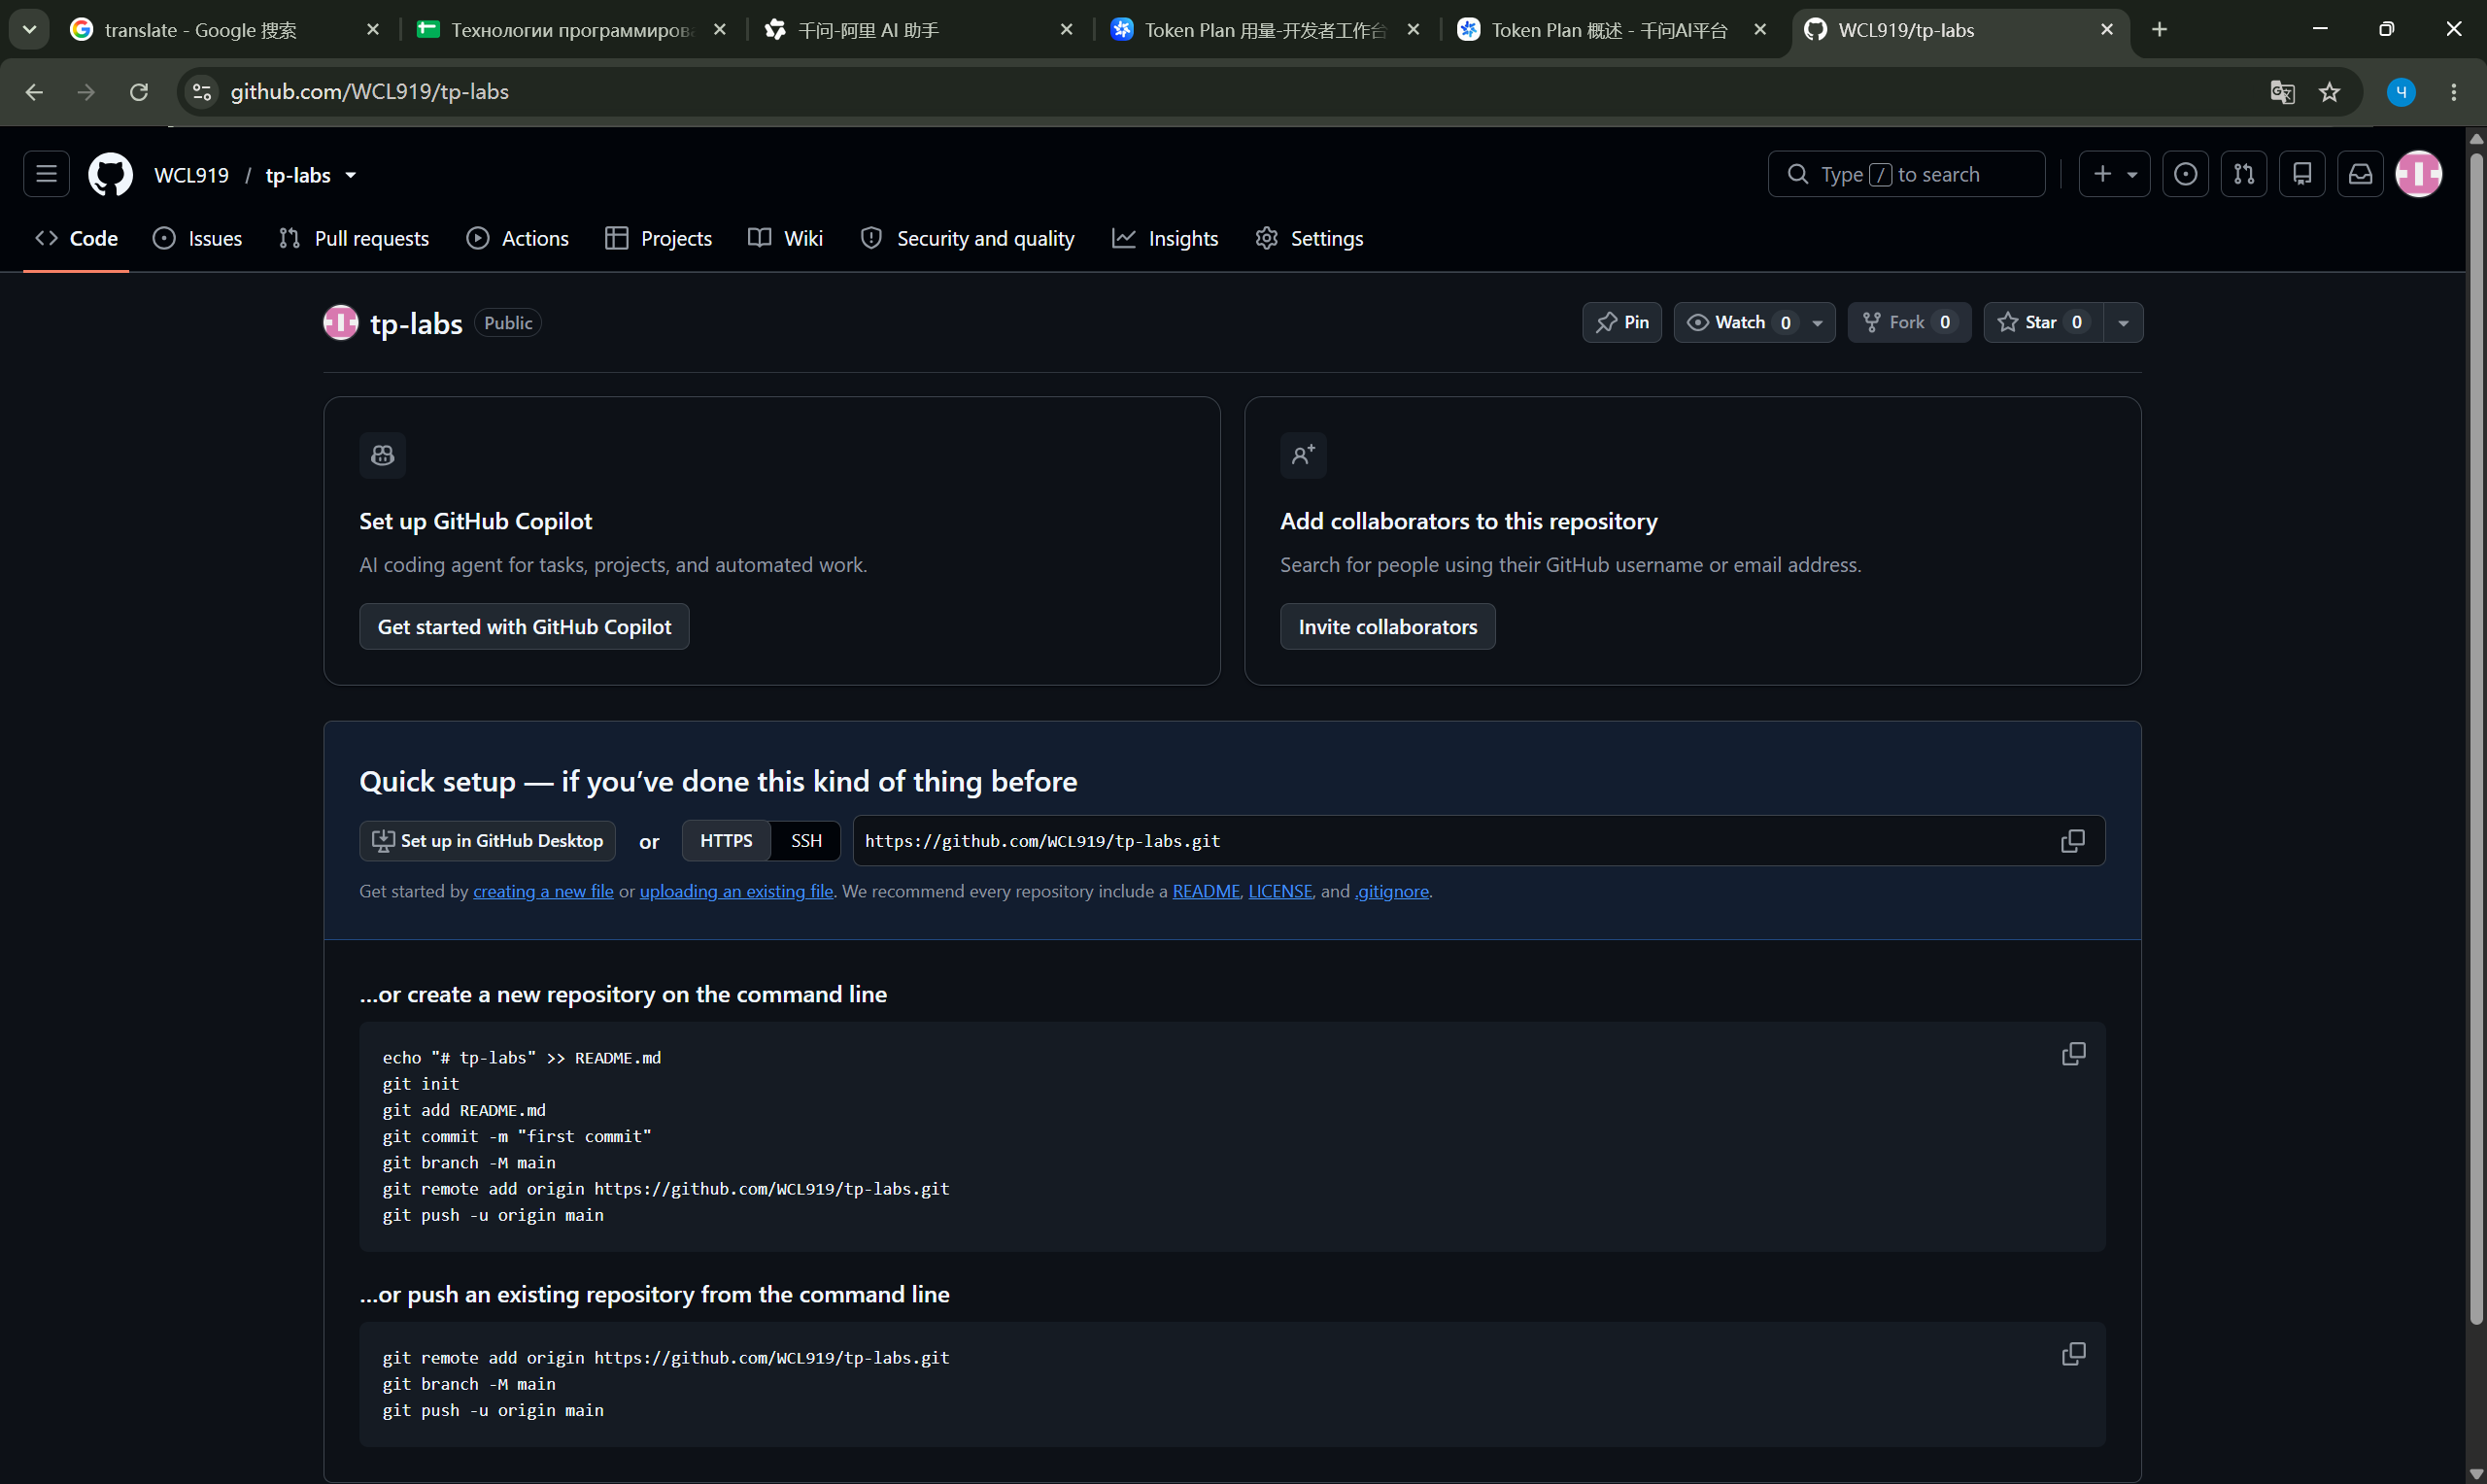 translate - Google 搜索
Технологии программиров
千问-阿里 AI 助手
Token Plan 用量-开发者工作台
Token Plan 概述 - 千问AI平台
WCL919/tp-labs
github.com/WCL919/tp-labs
Ч
WCL919 / tp-labs
Type / to search
Code
Issues
Pull requests
Actions
Projects
Wiki
Security and quality
Insights
Settings
tp-labs Public
Pin
Watch 0
Fork 0
Star 0
Set up GitHub Copilot
AI coding agent for tasks, projects, and automated work.
Get started with GitHub Copilot
Add collaborators to this repository
Search for people using their GitHub username or email address.
Invite collaborators
Quick setup — if you’ve done this kind of thing before
Set up in GitHub Desktop or HTTPS SSH https://github.com/WCL919/tp-labs.git
Get started by creating a new file or uploading an existing file. We recommend every repository include a README, LICENSE, and .gitignore.
…or create a new repository on the command line
echo "# tp-labs" >> README.md
git init
git add README.md
git commit -m "first commit"
git branch -M main
git remote add origin https://github.com/WCL919/tp-labs.git
git push -u origin main
…or push an existing repository from the command line
git remote add origin https://github.com/WCL919/tp-labs.git
git branch -M main
git push -u origin main